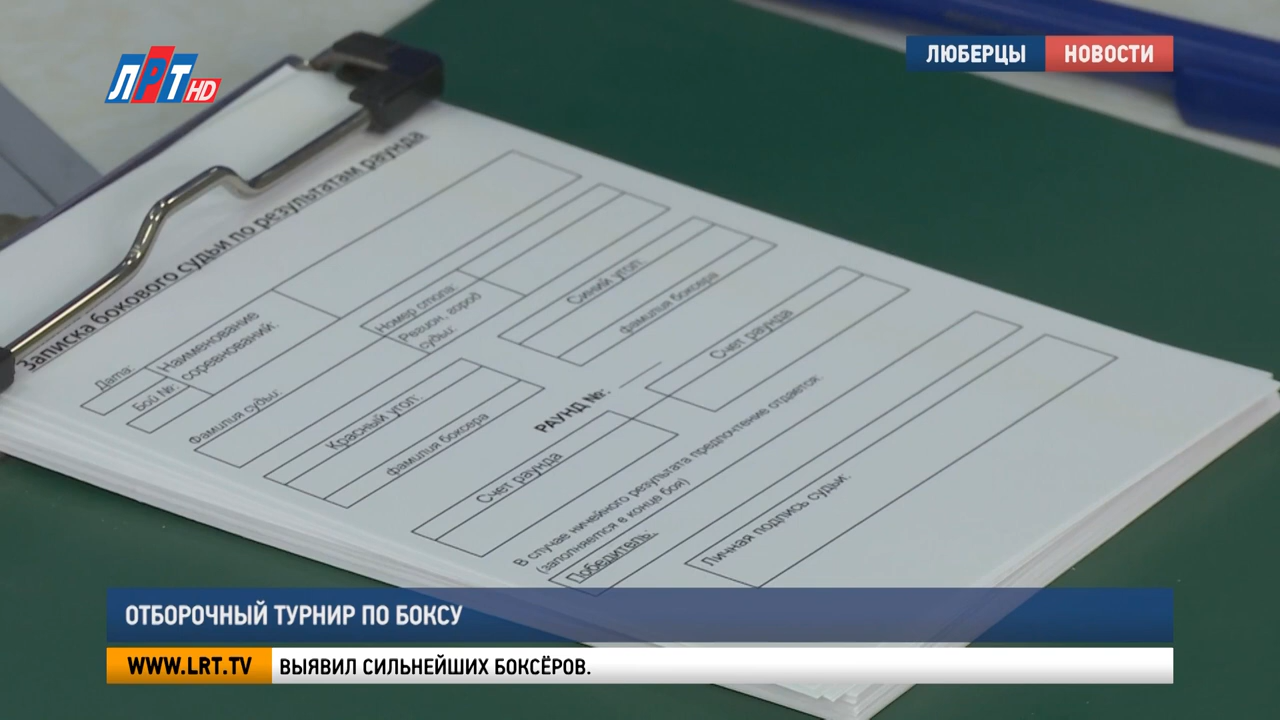 ЛРТ HD
ЛЮБЕРЦЫ НОВОСТИ
Записка бокового судьи по результатам раунда
Дата:
Наименование
соревнований:
Бой №:
Номер стола:
Фамилия судьи:
Регион, город
судьи:
Красный угол:
Синий угол:
фамилия боксера
фамилия боксера
РАУНД №:
Счет раунда
Счет раунда
В случае ничейного результата предпочтение отдается:
(заполняется в конце боя)
Победитель:
Личная подпись судьи:
ОТБОРОЧНЫЙ ТУРНИР ПО БОКСУ
WWW.LRT.TV ВЫЯВИЛ СИЛЬНЕЙШИХ БОКСЁРОВ.